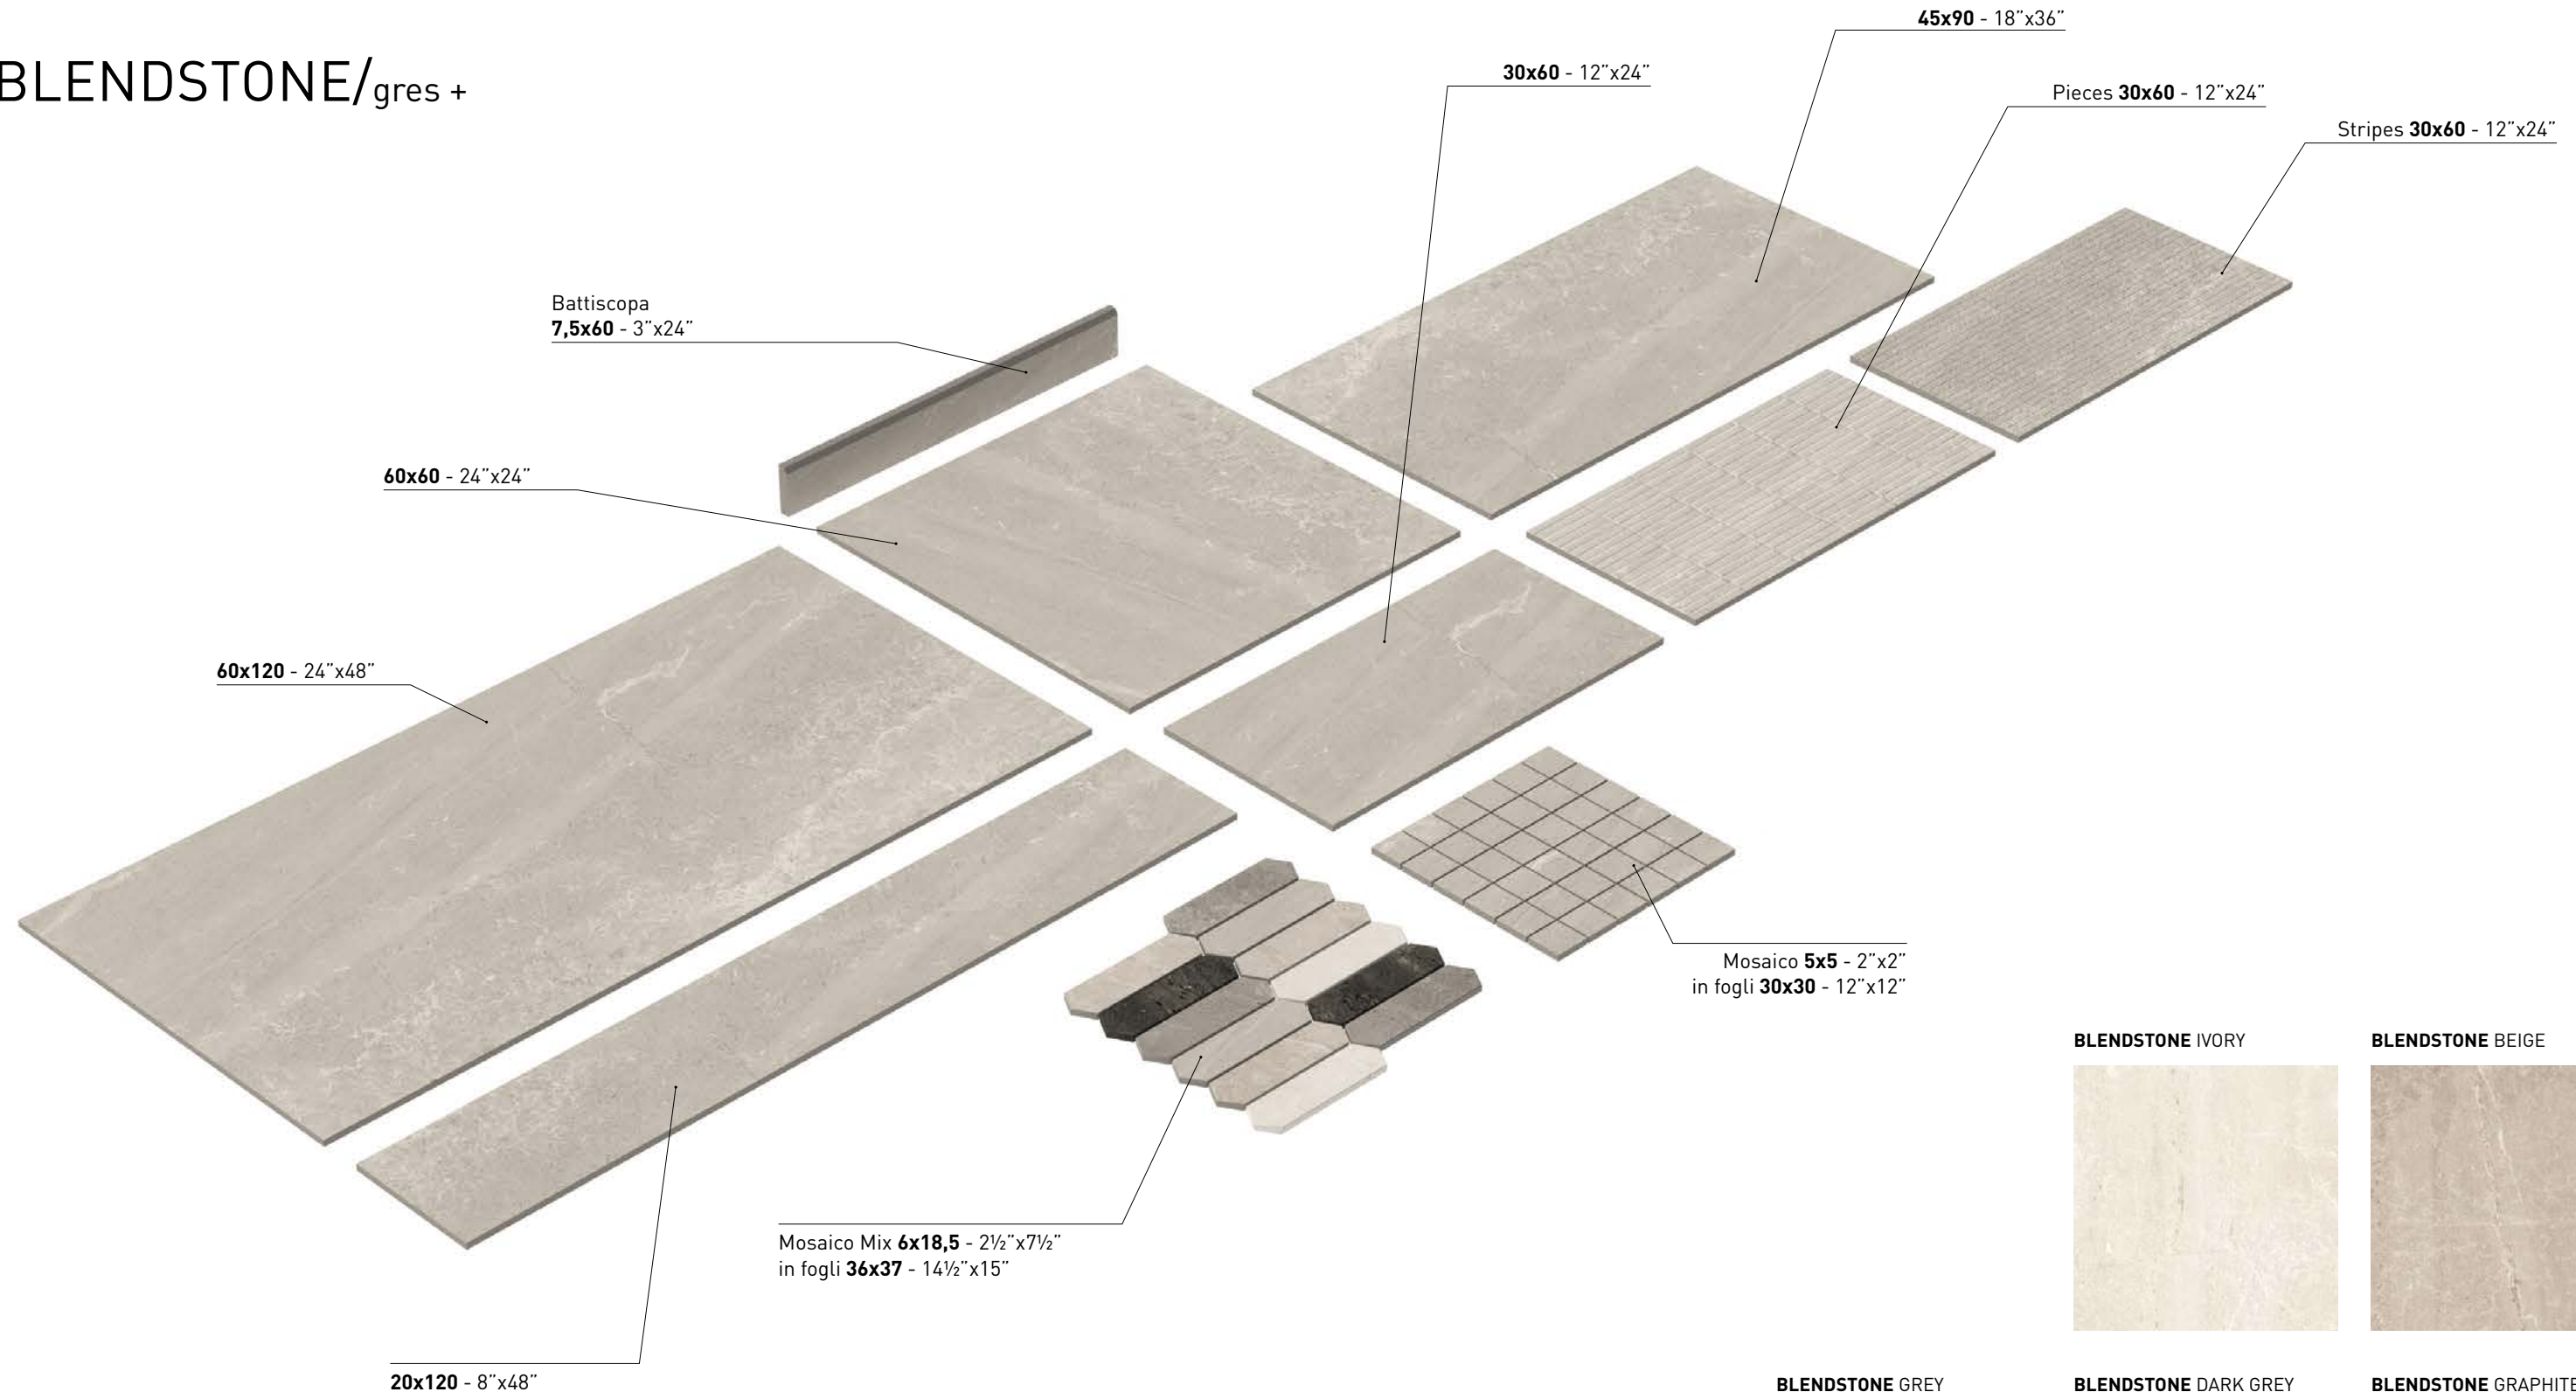 BLENDSTONE/gres +
45x90 - 18”x36”
30x60 - 12”x24”
Pieces 30x60 - 12”x24”
Stripes 30x60 - 12”x24”
Battiscopa
7,5x60 - 3”x24”
60x60 - 24”x24”
60x120 - 24”x48”
Mosaico 5x5 - 2”x2”
in fogli 30x30 - 12”x12”
Mosaico Mix 6x18,5 - 2½”x7½”
in fogli 36x37 - 14½”x15”
20x120 - 8”x48”
BLENDSTONE IVORY
BLENDSTONE BEIGE
BLENDSTONE GREY
BLENDSTONE DARK GREY
BLENDSTONE GRAPHITE